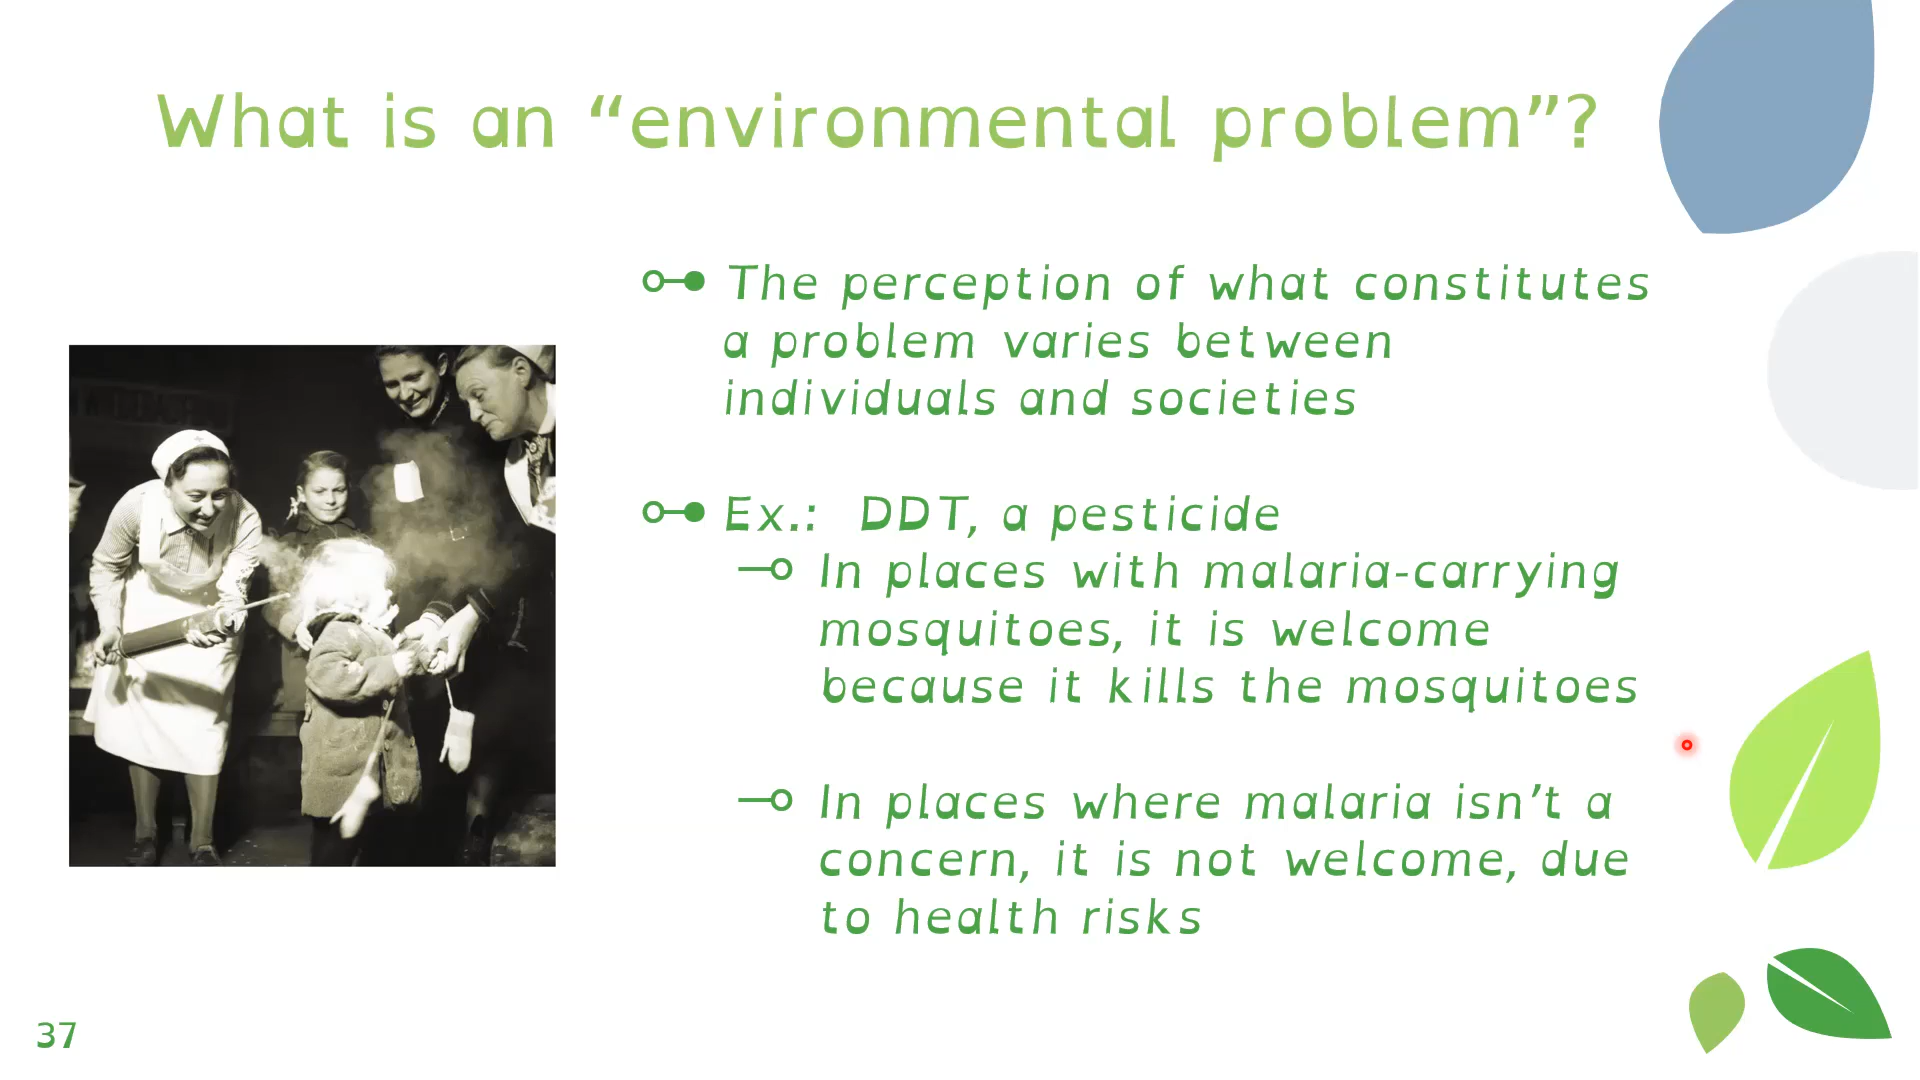 What is an “environmental problem”?
The perception of what constitutes
a problem varies between
individuals and societies
Ex.: DDT, a pesticide
In places with malaria-carrying
mosquitoes, it is welcome
because it kills the mosquitoes
In places where malaria isn’t a
concern, it is not welcome, due
to health risks
37